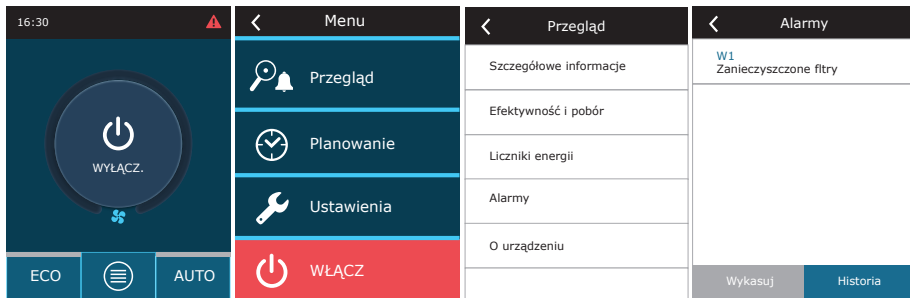 16:30
WYŁĄCZ.
ECO
AUTO
Menu
Przegląd
Planowanie
Ustawienia
WŁĄCZ
Przegląd
Szczegółowe informacje
Efektywność i pobór
Liczniki energii
Alarmy
O urządzeniu
Alarmy
W1
Zanieczyszczone fltry
Wykasuj
Historia